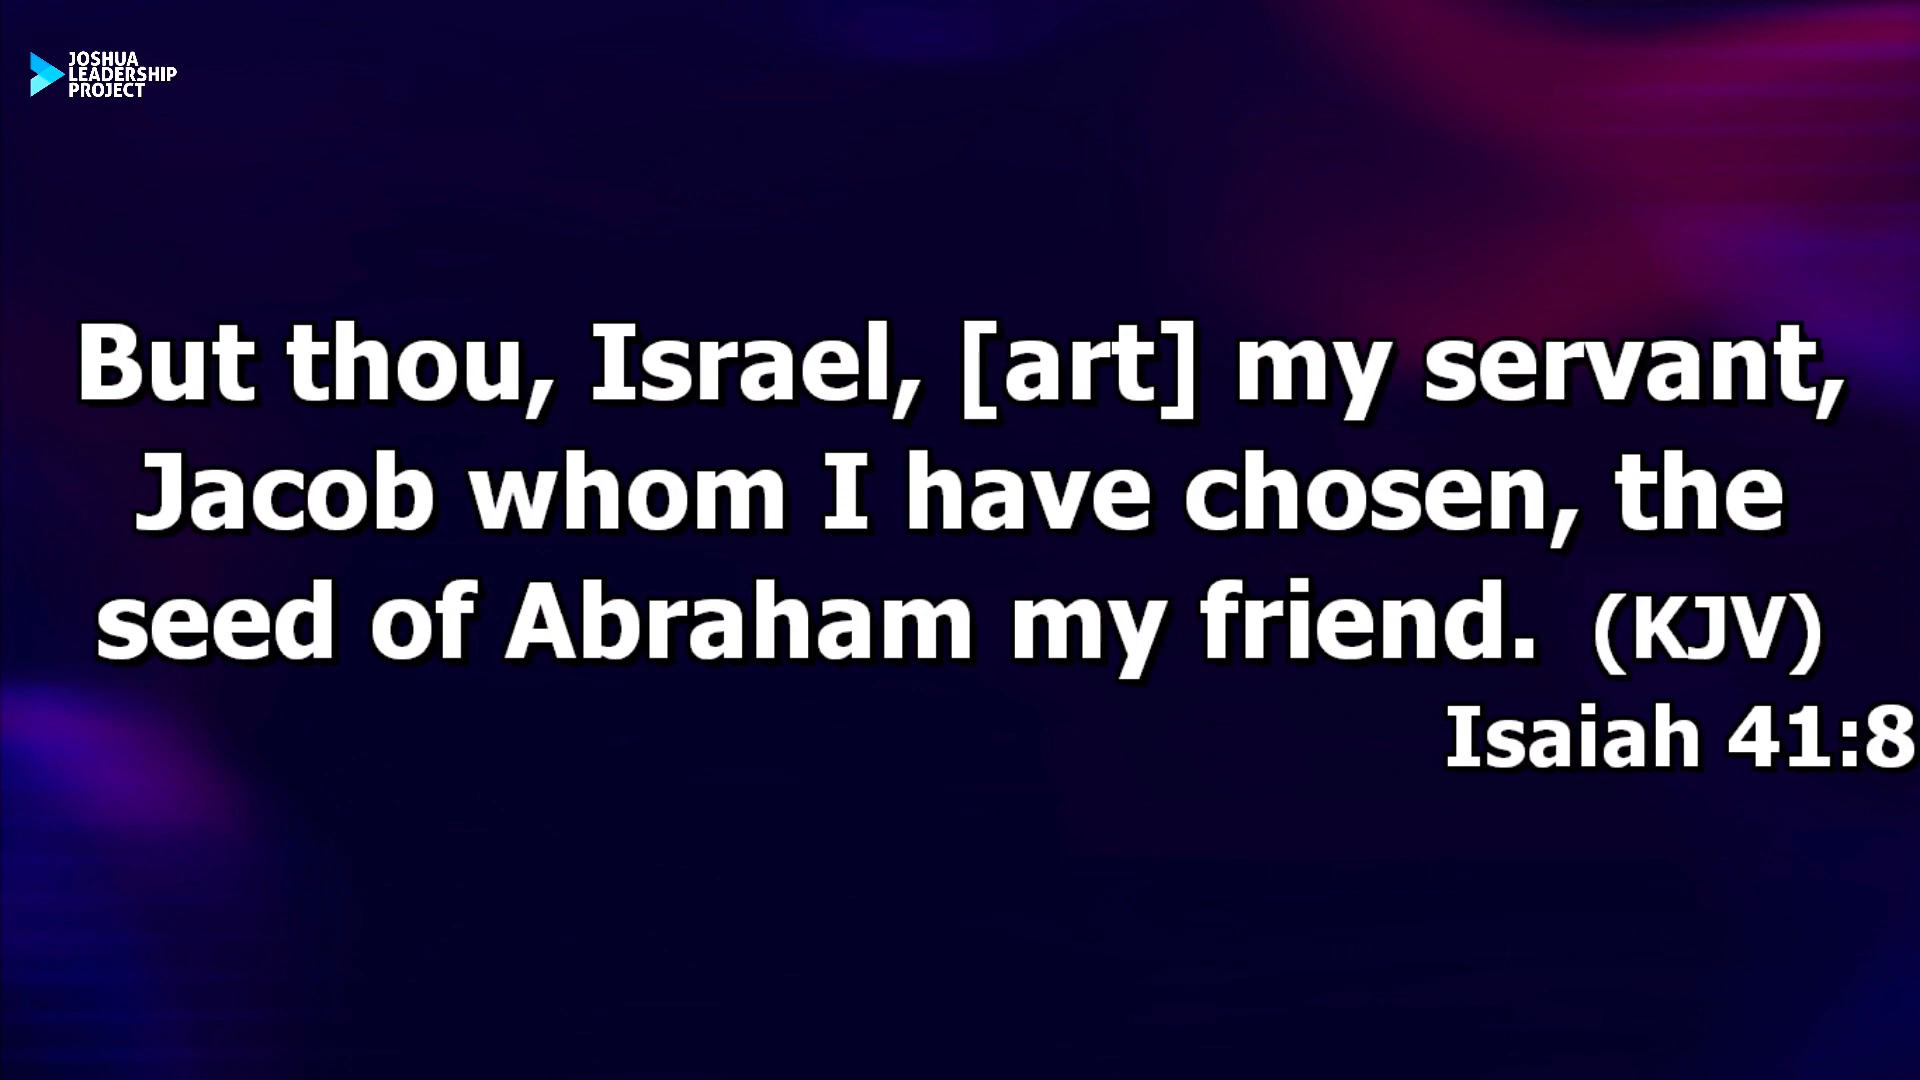 JOSHUA
LEADERSHIP
PROJECT
But thou, Israel, [art] my servant,
Jacob whom I have chosen, the
seed of Abraham my friend. (KJV)
Isaiah 41:8